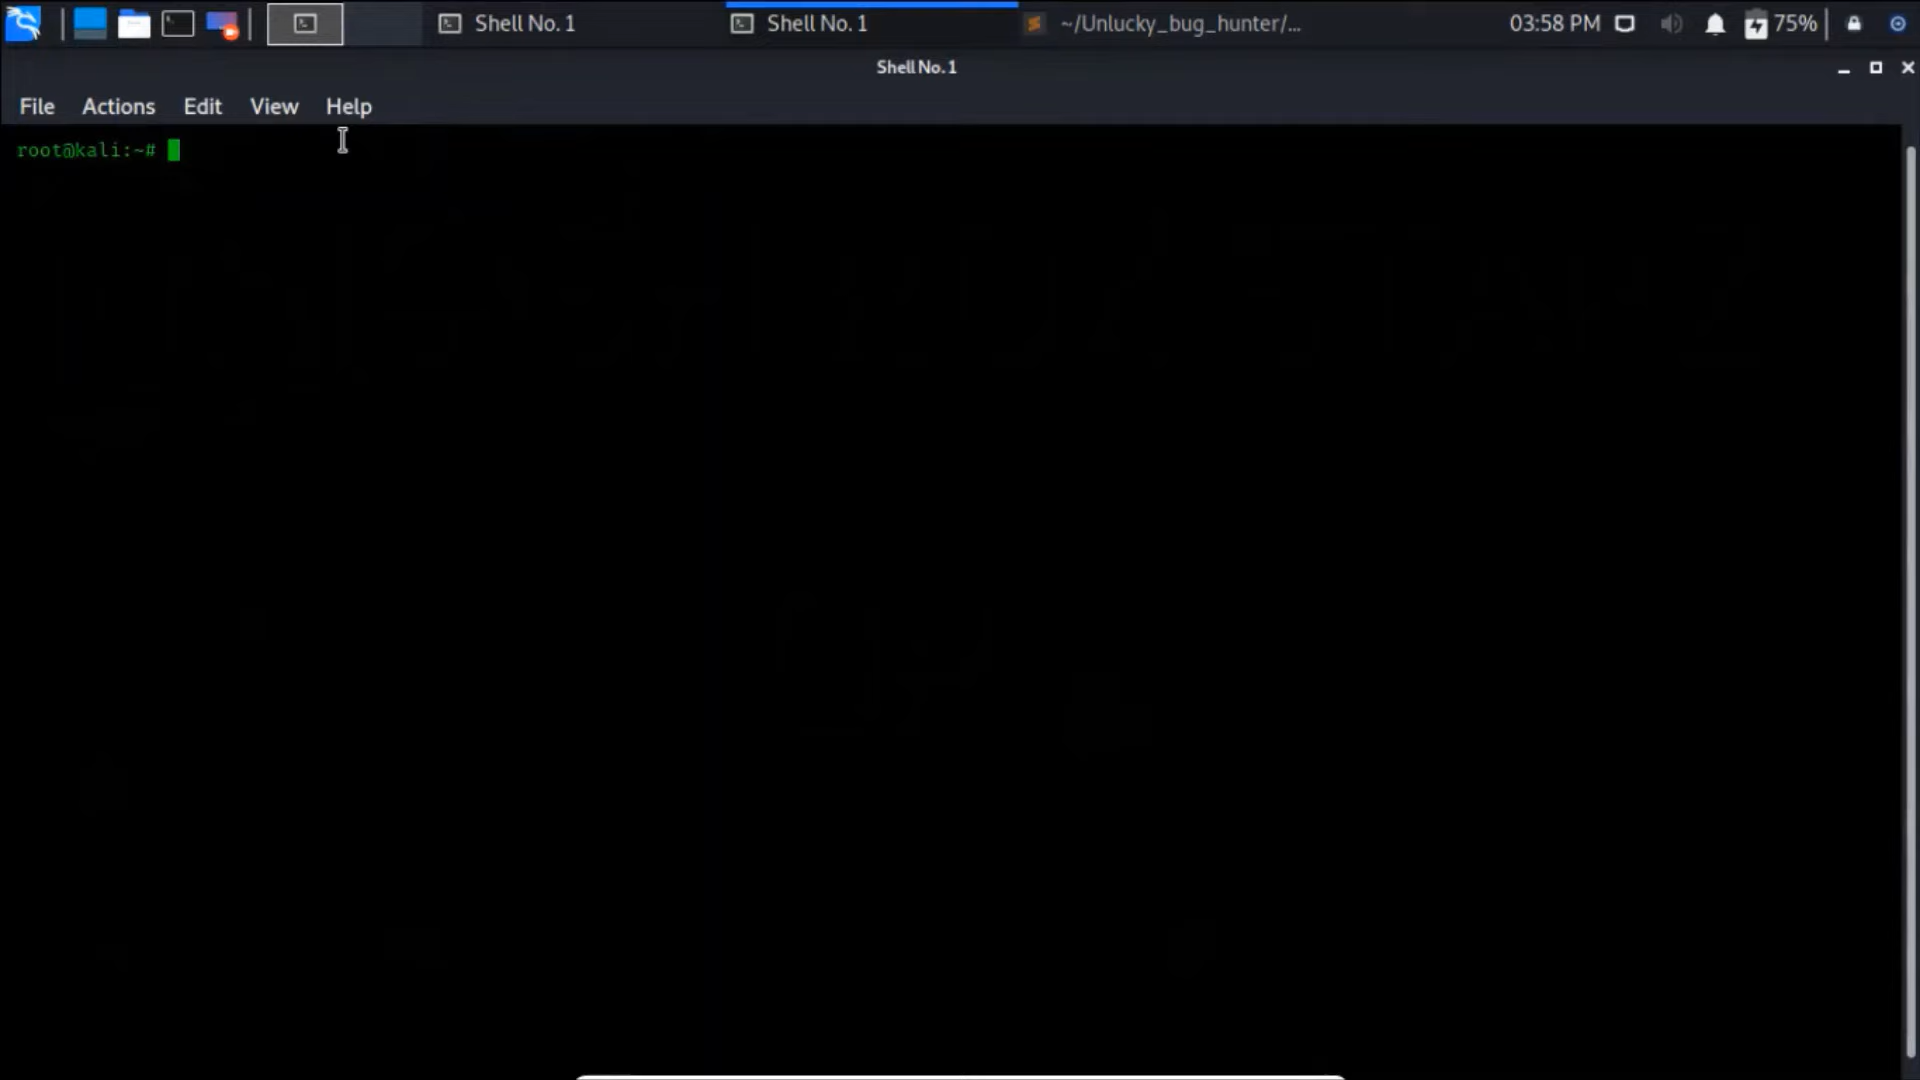 Shell No. 1
Shell No. 1
~/Unlucky_bug_hunter/...
03:58 PM
75%
Shell No. 1
File
Actions
Edit
View
Help
root@kali:~#